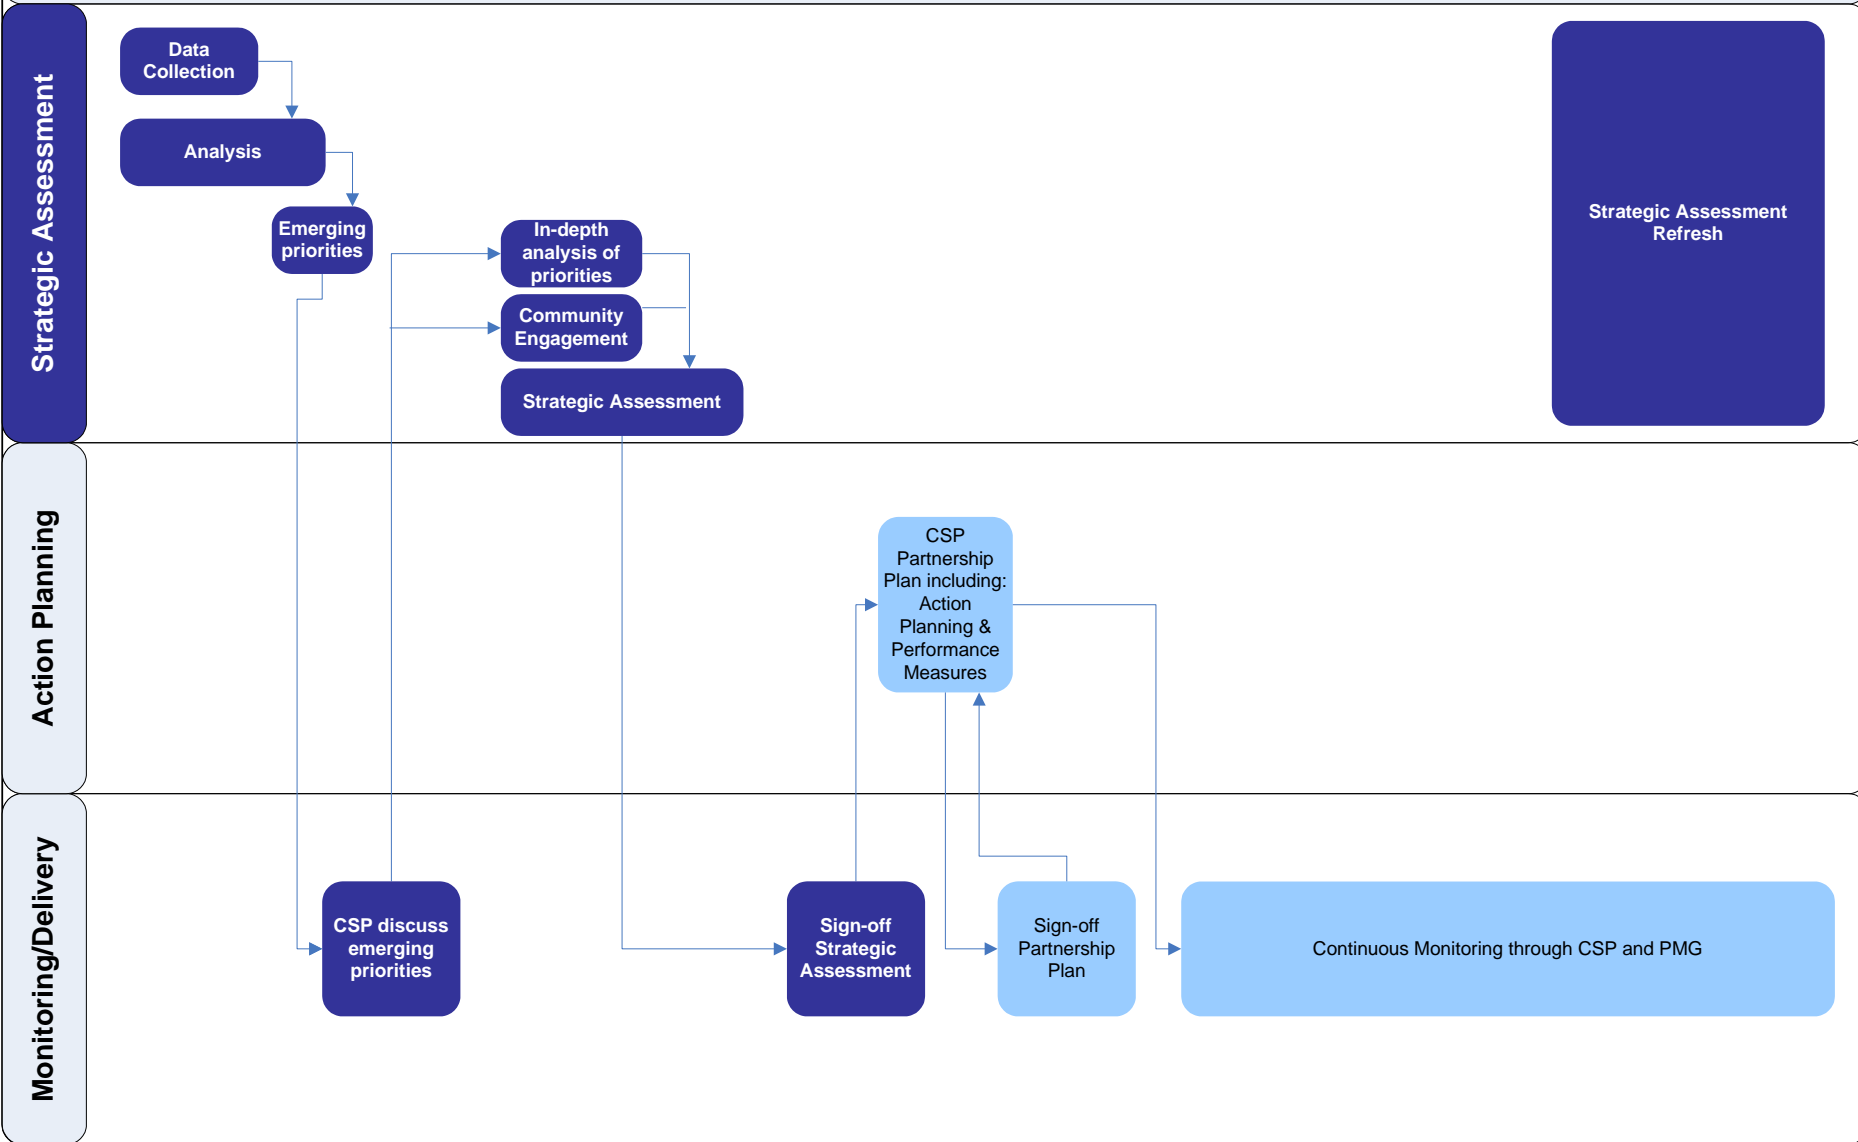 Strategic Assessment
Data
Collection
Analysis
Emerging
priorities
In-depth
analysis of
priorities
Community
Engagement
Strategic Assessment
Strategic Assessment
Refresh
Action Planning
CSP
Partnership
Plan including:
Action
Planning &
Performance
Measures
Monitoring/Delivery
CSP discuss
emerging
priorities
Sign-off
Strategic
Assessment
Sign-off
Partnership
Plan
Continuous Monitoring through CSP and PMG